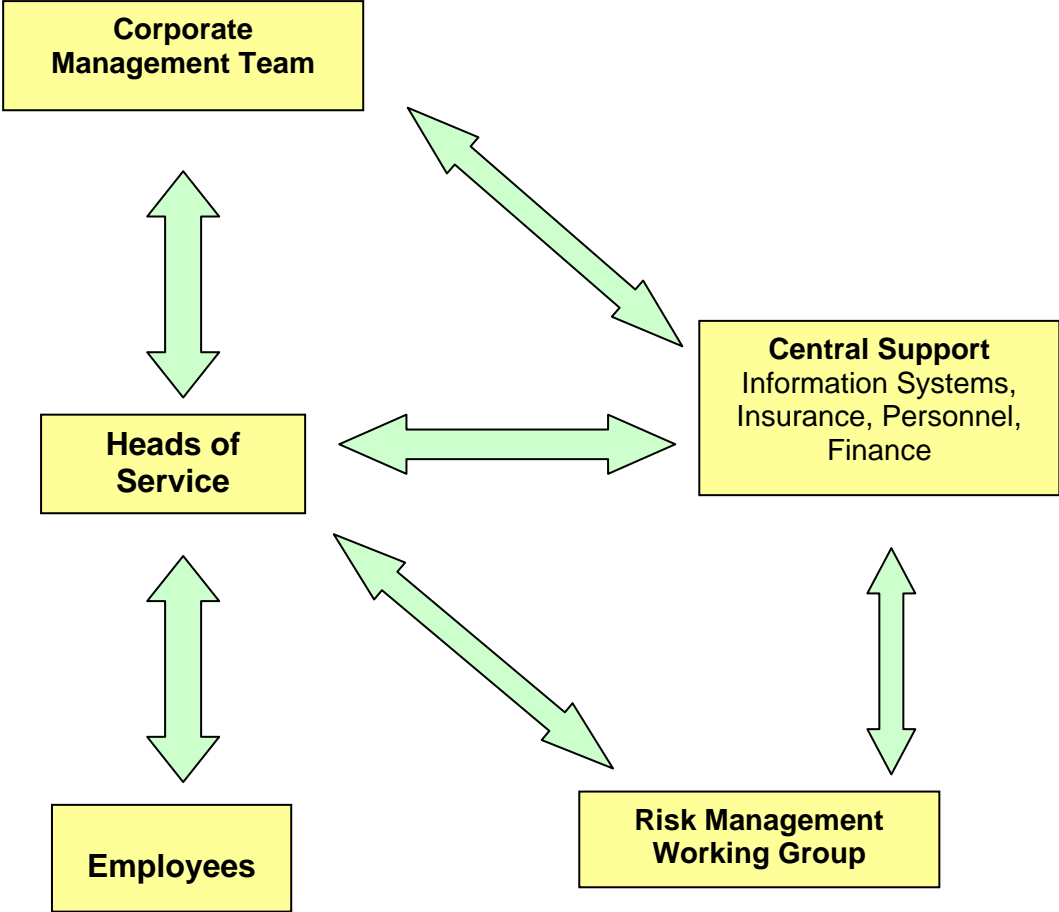 Corporate
Management Team
Central Support
Information Systems,
Insurance, Personnel,
Finance
Heads of
Service
Risk Management
Working Group
Employees